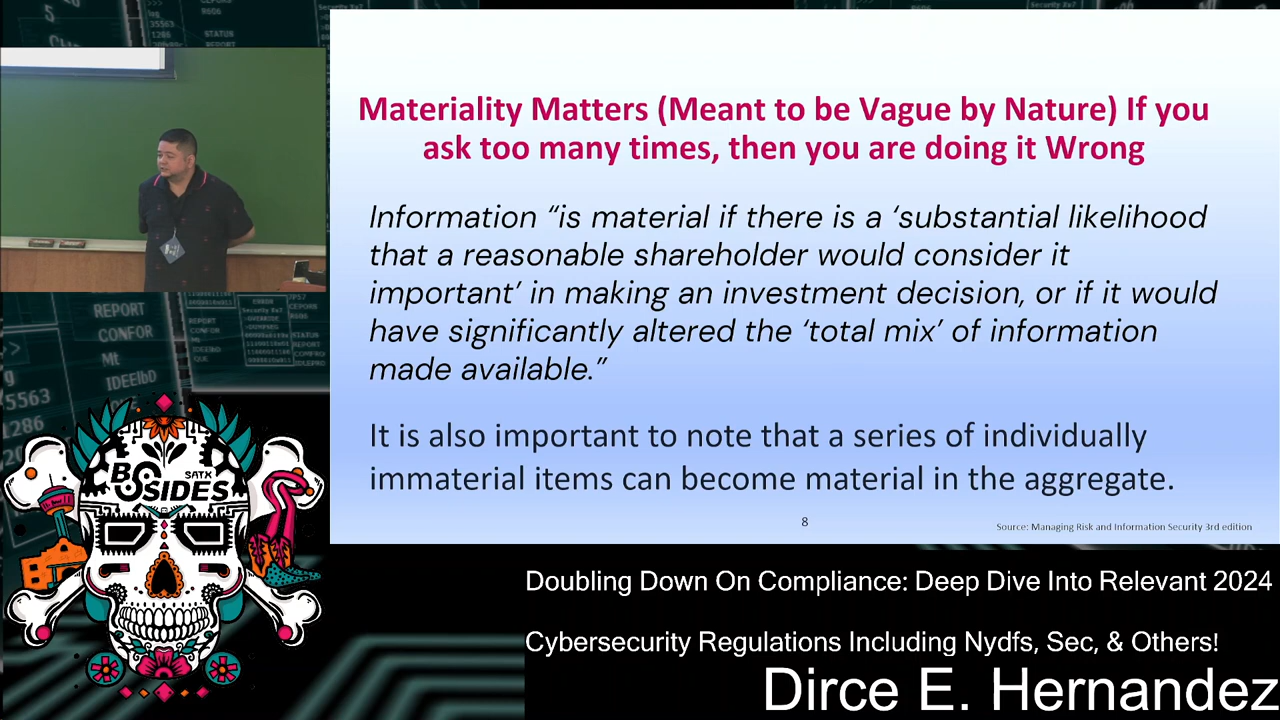 Materiality Matters (Meant to be Vague by Nature) If you
ask too many times, then you are doing it Wrong
Information “is material if there is a ‘substantial likelihood
that a reasonable shareholder would consider it
important’ in making an investment decision, or if it would
have significantly altered the ‘total mix’ of information
made available.”
It is also important to note that a series of individually
immaterial items can become material in the aggregate.
8
Source: Managing Risk and Information Security 3rd edition
REPORT
CONFOR
Mt
IDEEIbD
5563
1286
BSIDES
SATX
Doubling Down On Compliance: Deep Dive Into Relevant 2024
Cybersecurity Regulations Including Nydfs, Sec, & Others!
Dirce E. Hernandez